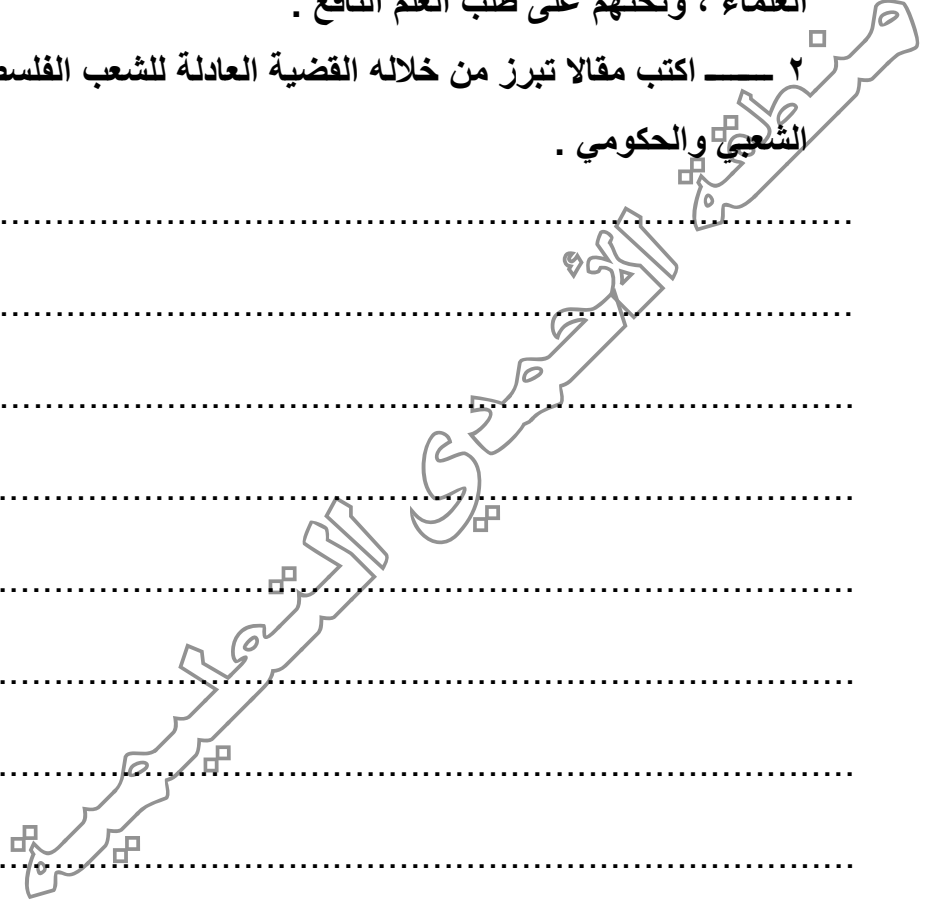 العلماء ، وتحثهم على طلب العلم النافع .
٢ ـــــ اكتب مقالا تبرز من خلاله القضية العادلة للشعب
الشعبي والحكومي .
................................................................................
................................................................................
................................................................................
................................................................................
................................................................................
................................................................................
................................................................................
................................................................................
الأحمدي التعليمية